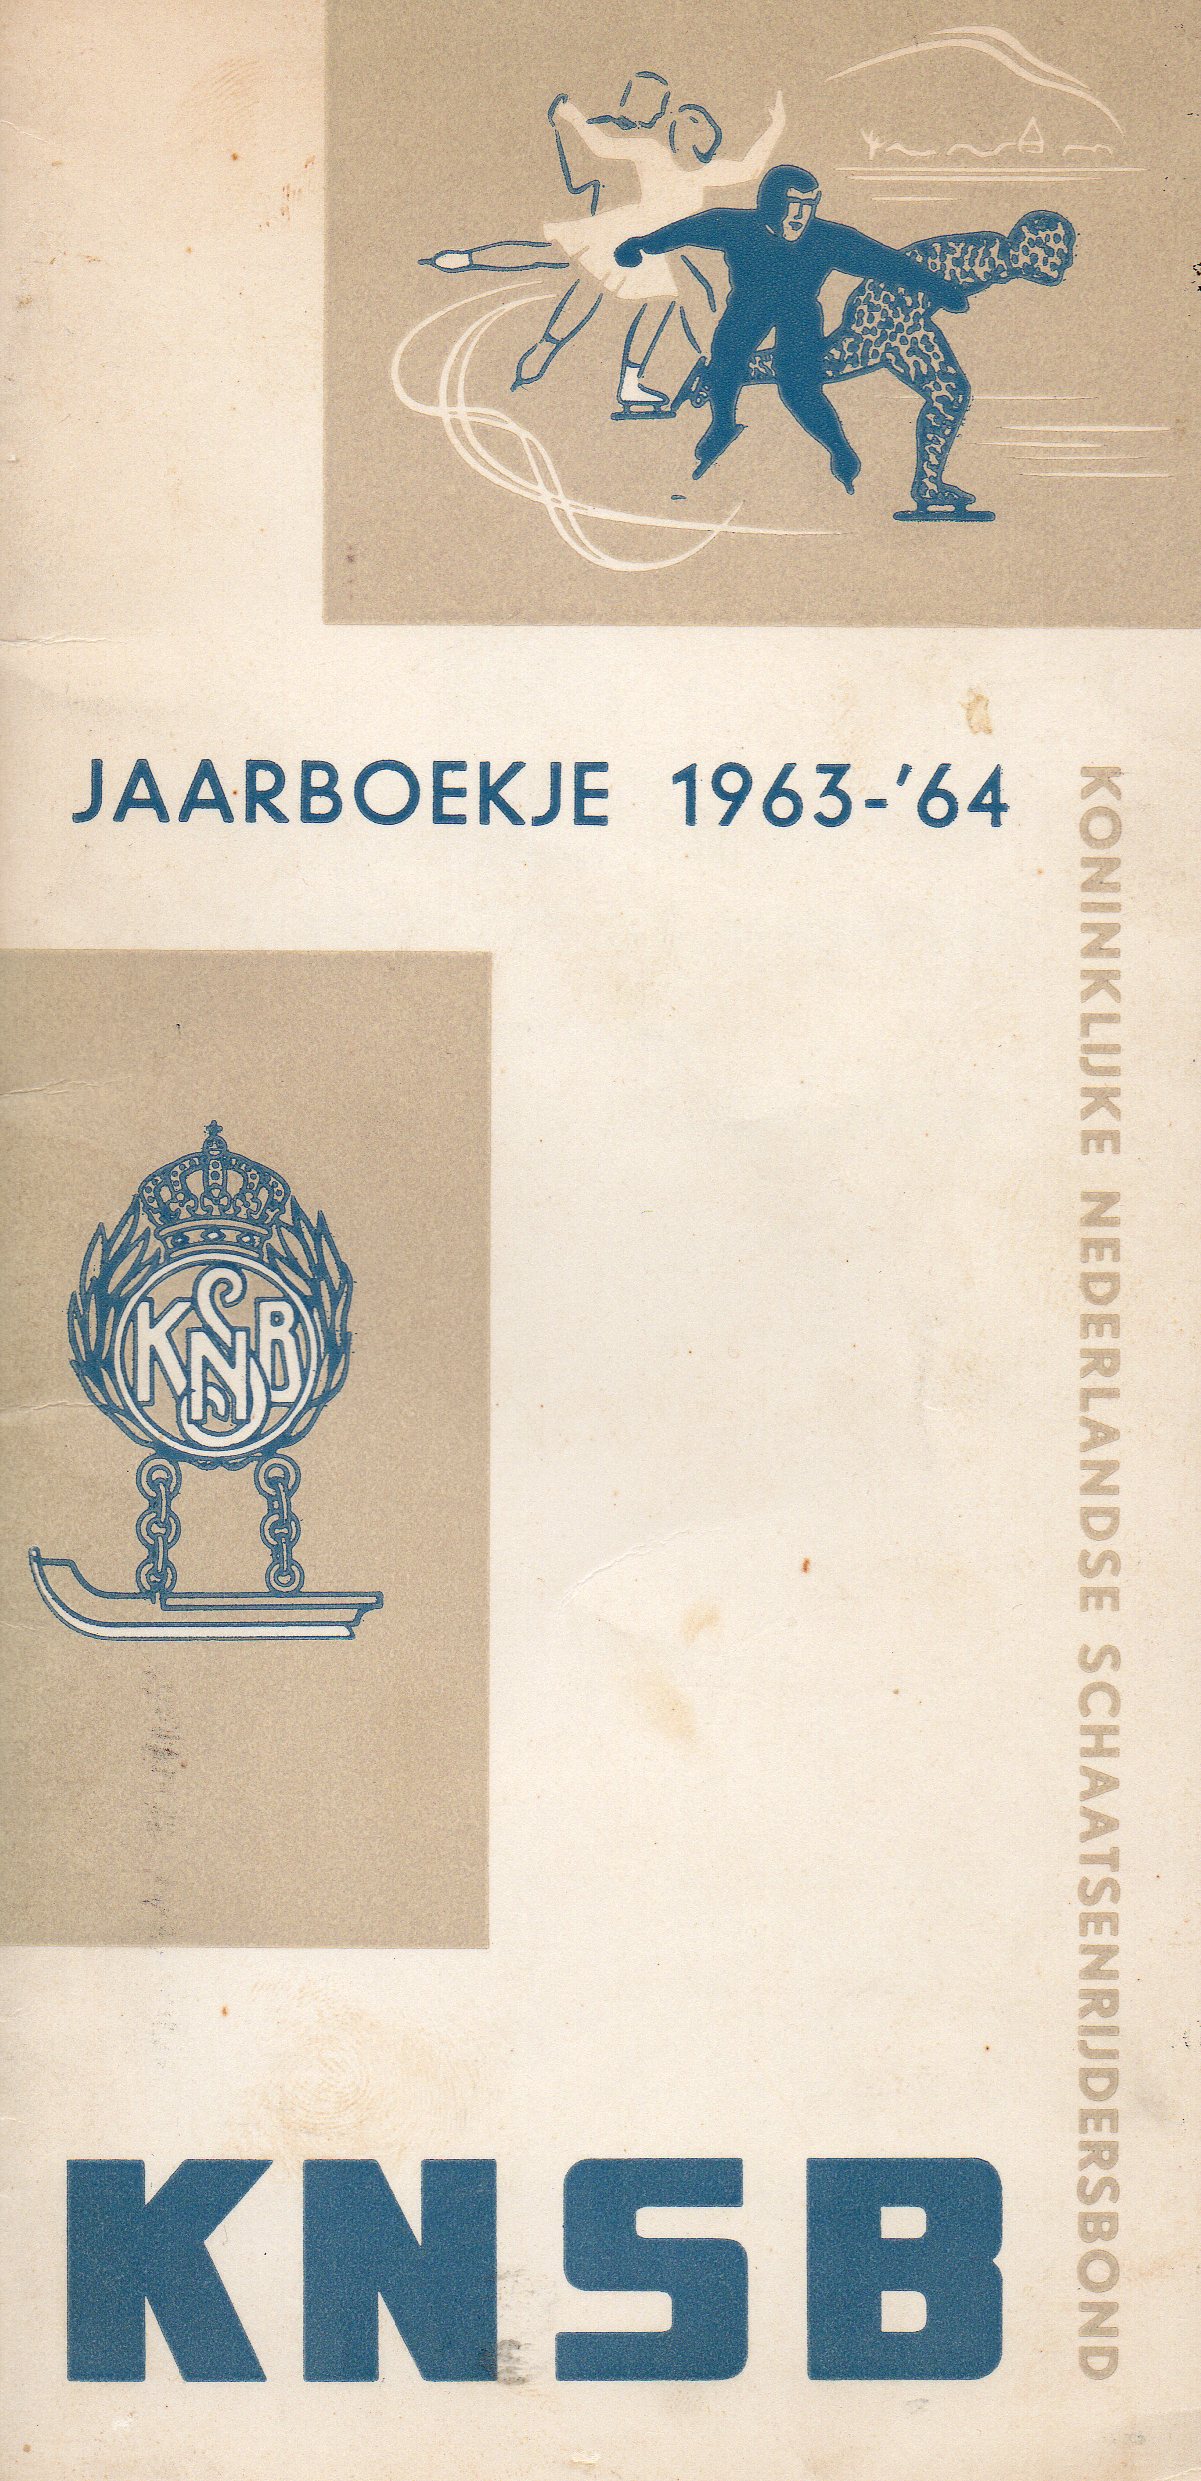 JAARBOEKJE 1963-'64
KONINKLIJKE NEDERLANDSE SCHAATSENRIJDERSBOND
KNSB
KNSB